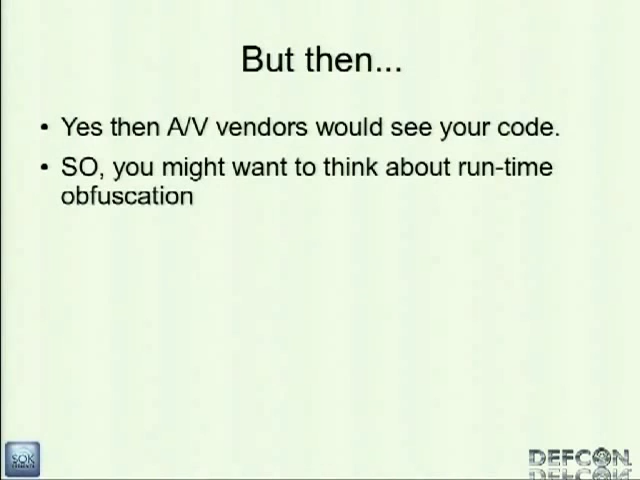 But then...
• Yes then A/V vendors would see your code.
• SO, you might want to think about run-time
obfuscation
SOK
DEFCON